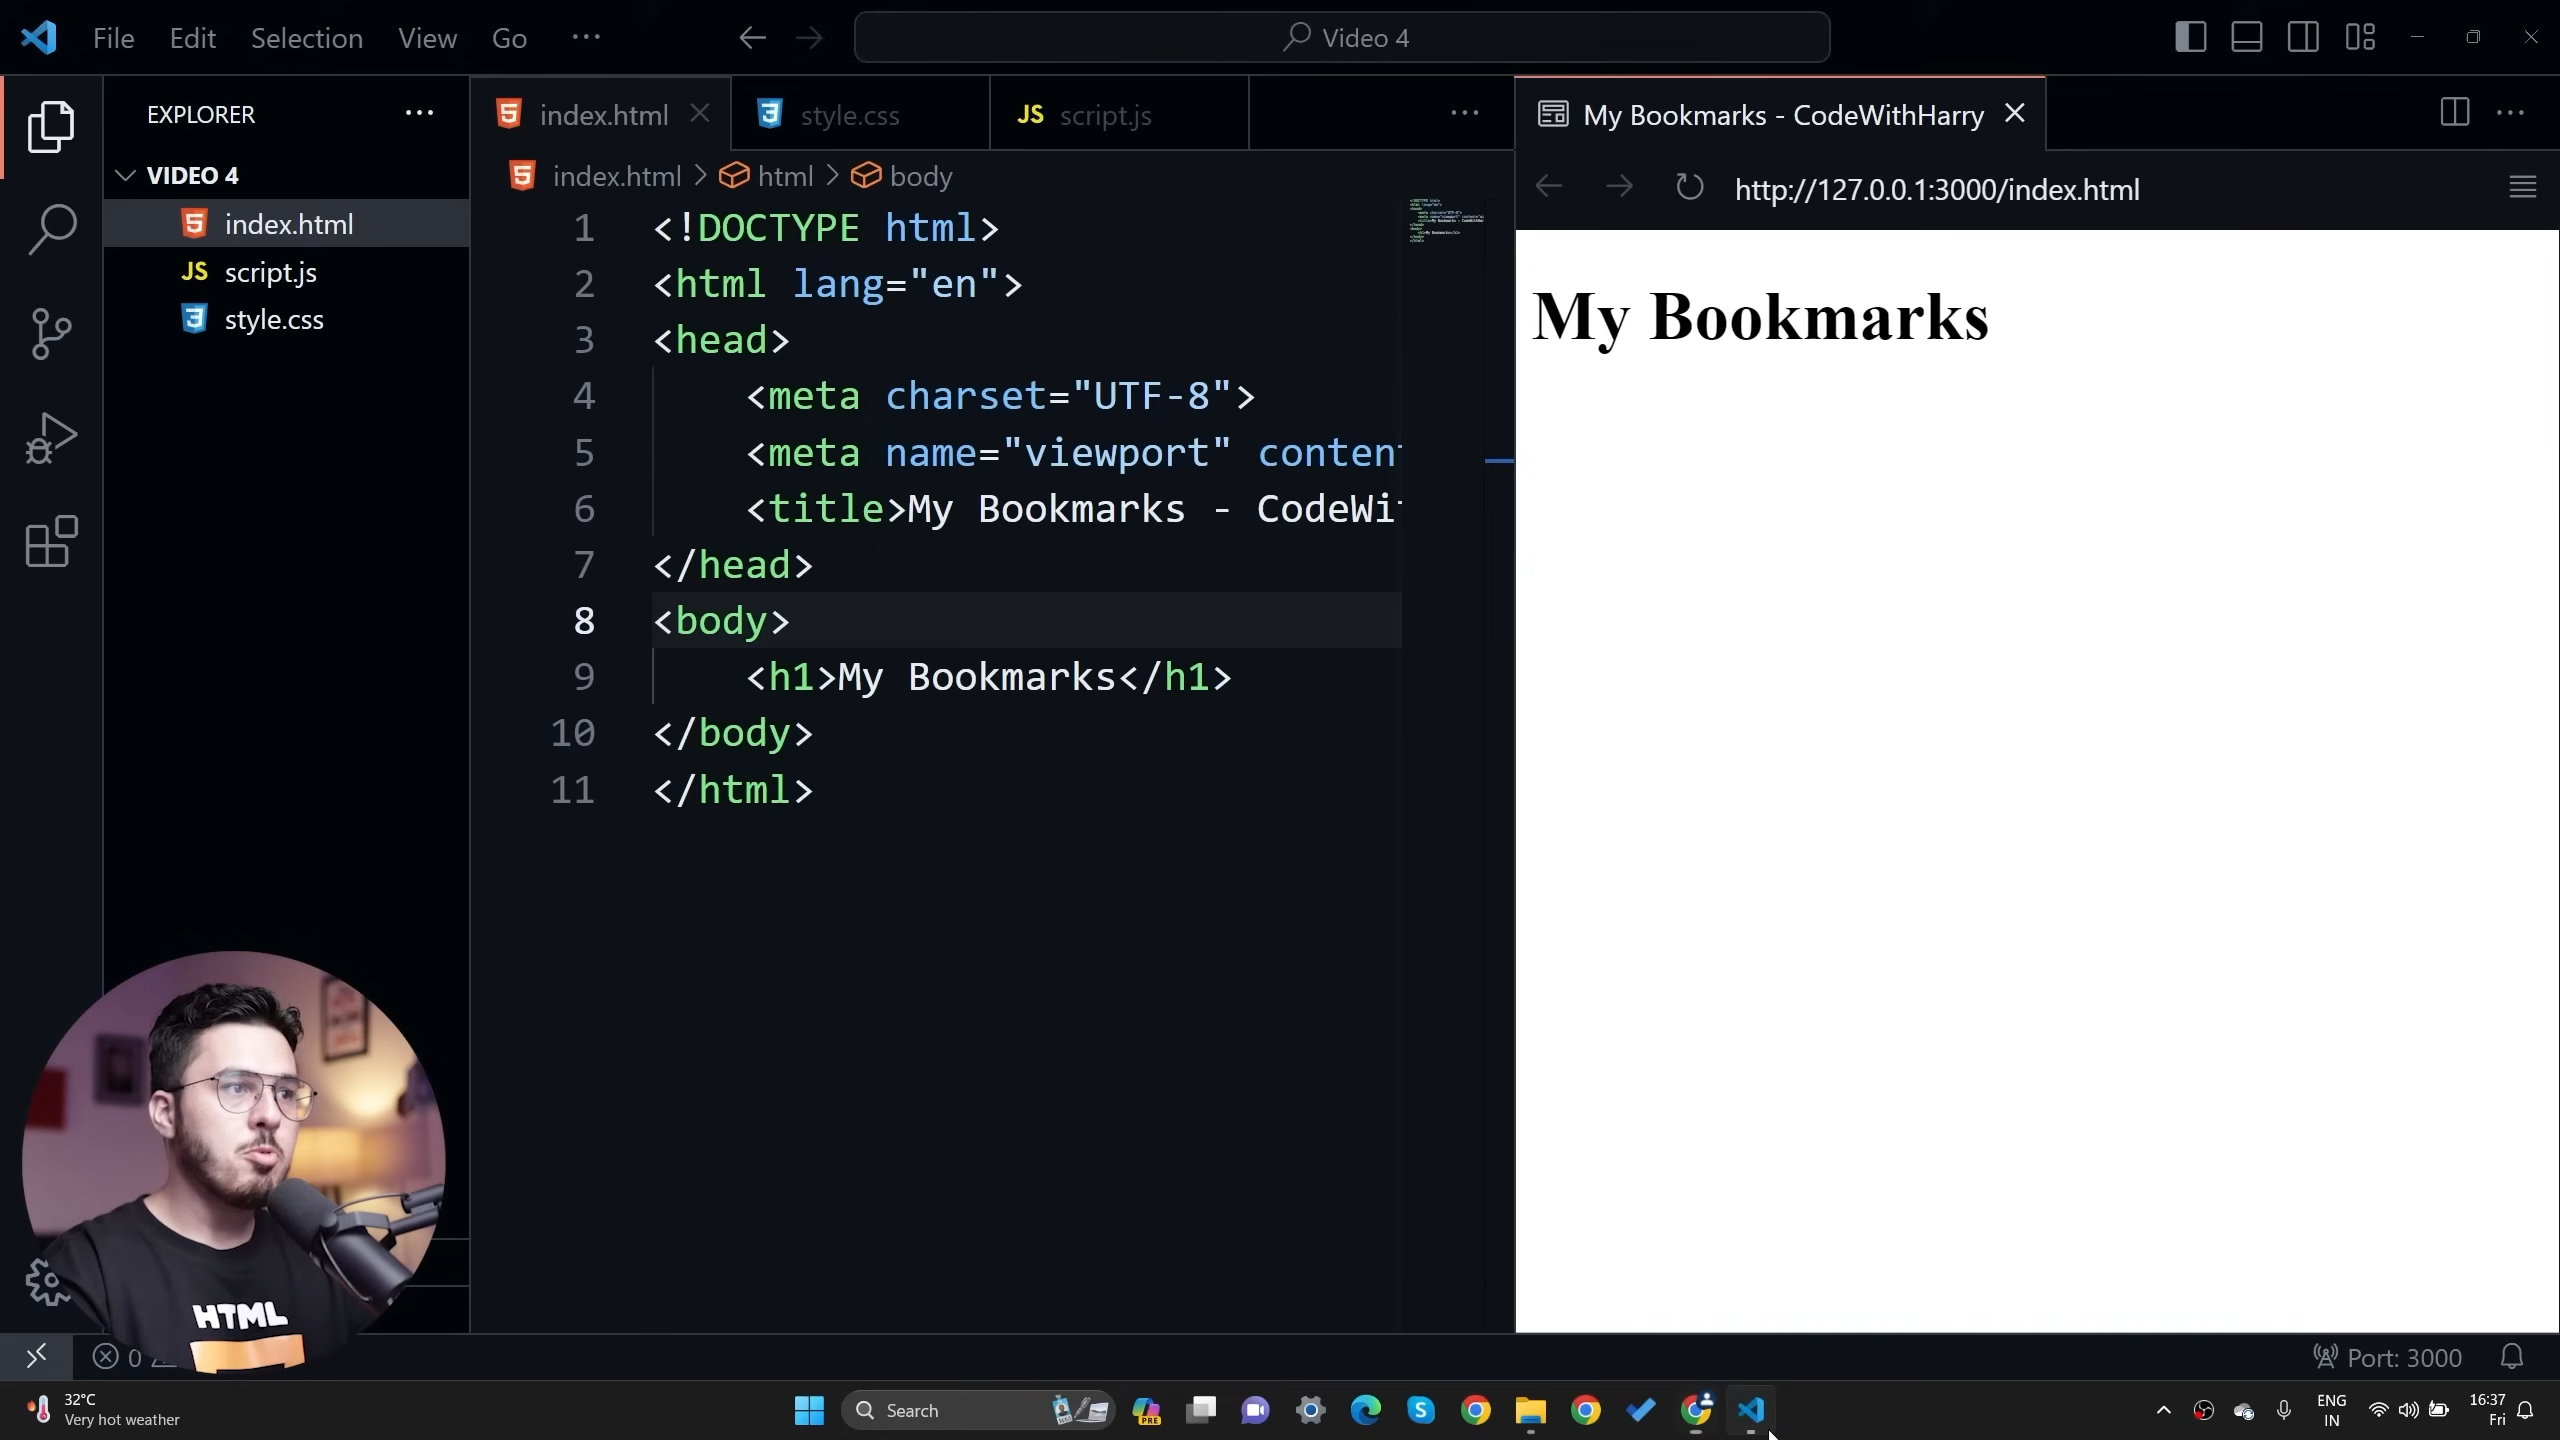 File Edit Selection View Go ···
Video 4
EXPLORER ···
VIDEO 4
index.html
script.js
style.css
index.html
style.css
JS script.js
···
index.html > html > body
1 <!DOCTYPE html>
2 <html lang="en">
3 <head>
4 <meta charset="UTF-8">
5 <meta name="viewport" conten
6 <title>My Bookmarks - CodeWi
7 </head>
8 <body>
9 <h1>My Bookmarks</h1>
10 </body>
11 </html>
My Bookmarks - CodeWithHarry
http://127.0.0.1:3000/index.html
My Bookmarks
HTML
0
Port: 3000
32°C
Very hot weather
Search
PRE
ENG
IN
16:37
Fri